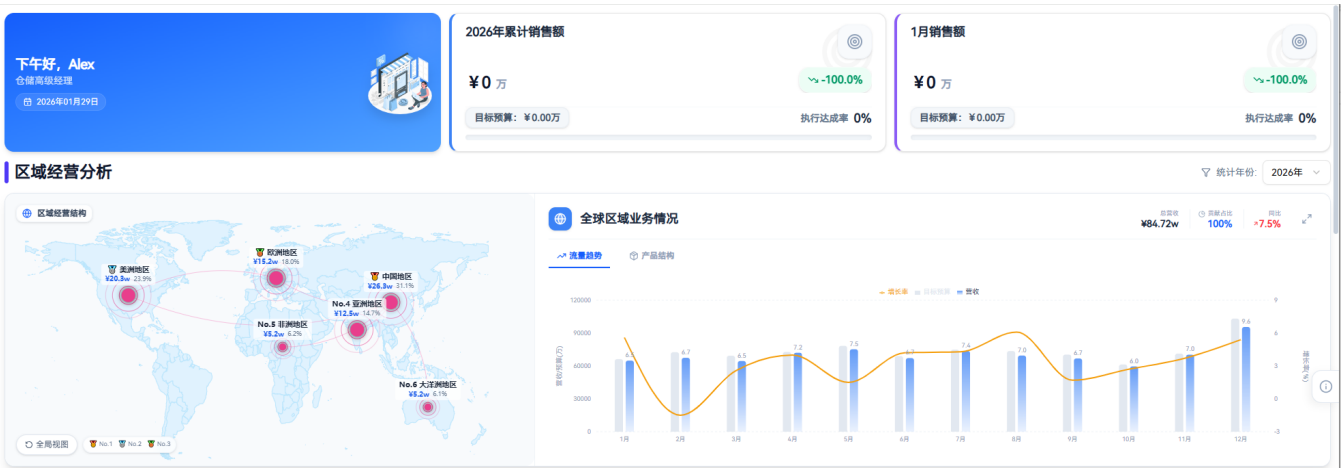 下午好，Alex
仓储高级经理
2026年01月29日
2026年累计销售额
¥0 万
-100.0%
目标预算：¥0.00万
执行达成率 0%
1月销售额
¥0 万
-100.0%
目标预算：¥0.00万
执行达成率 0%
区域经营分析
统计年份:
2026年
区域经营结构
欧洲地区
¥15.2w 18.0%
美洲地区
¥20.3w 23.9%
中国地区
¥26.3w 31.1%
No.4 亚洲地区
¥12.5w 14.7%
No.5 非洲地区
¥5.2w 6.2%
No.6 大洋洲地区
¥5.2w 6.1%
全局视图
No.1
No.2
No.3
全球区域业务情况
总营收
¥84.72w
贡献占比
100%
同比
7.5%
流量趋势
产品结构
增长率
目标预算
营收
120000
90000
60000
30000
0
营收/预算(万)
6.7
6.5
7.2
7.5
6.7
7.4
7.0
6.7
6.0
7.0
9.6
9
6
3
0
-3
增长率(%)
1月
2月
3月
4月
5月
6月
7月
8月
9月
10月
11月
12月